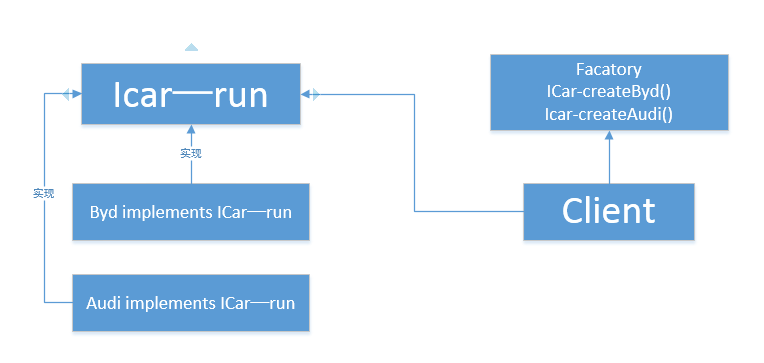 Icar——run
Facatory
ICar-createByd()
Icar-createAudi()
实现
实现
Byd implements ICar——run
Client
Audi implements ICar——run